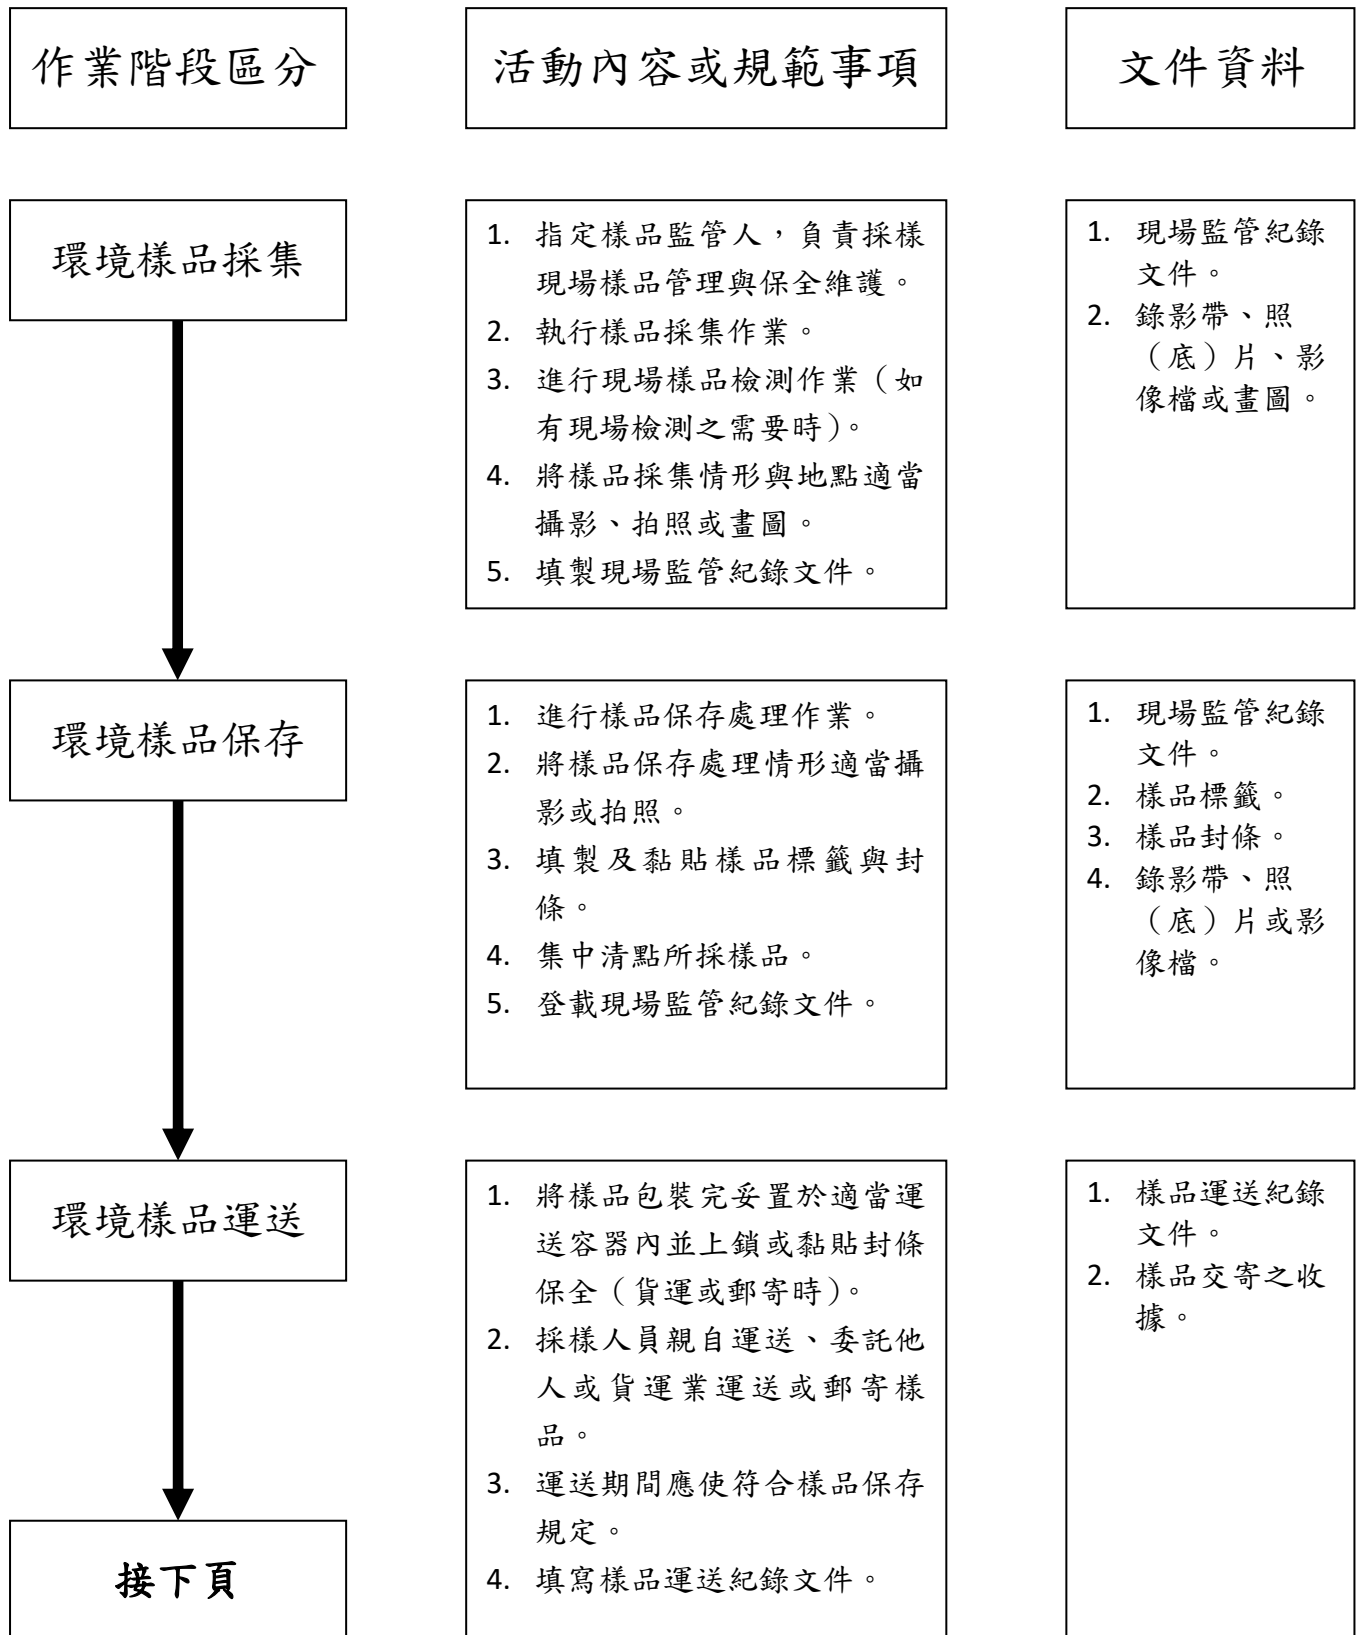 作業階段區分
活動內容或規範事項
文件資料
環境樣品採集
1. 指定樣品監管人，負責採樣
現場樣品管理與保全維護。
2. 執行樣品採集作業。
3. 進行現場樣品檢測作業（如
有現場檢測之需要時）。
4. 將樣品採集情形與地點適當
攝影、拍照或畫圖。
5. 填製現場監管紀錄文件。
1. 現場監管紀錄
文件。
2. 錄影帶、照
（底）片、影
像檔或畫圖。
環境樣品保存
1. 進行樣品保存處理作業。
2. 將樣品保存處理情形適當攝
影或拍照。
3. 填製及黏貼樣品標籤與封
條。
4. 集中清點所採樣品。
5. 登載現場監管紀錄文件。
1. 現場監管紀錄
文件。
2. 樣品標籤。
3. 樣品封條。
4. 錄影帶、照
（底）片或影
像檔。
環境樣品運送
1. 將樣品包裝完妥置於適當運
送容器內並上鎖或黏貼封條
保全（貨運或郵寄時）。
2. 採樣人員親自運送、委託他
人或貨運業運送或郵寄樣
品。
3. 運送期間應使符合樣品保存
規定。
4. 填寫樣品運送紀錄文件。
1. 樣品運送紀錄
文件。
2. 樣品交寄之收
據。
接下頁